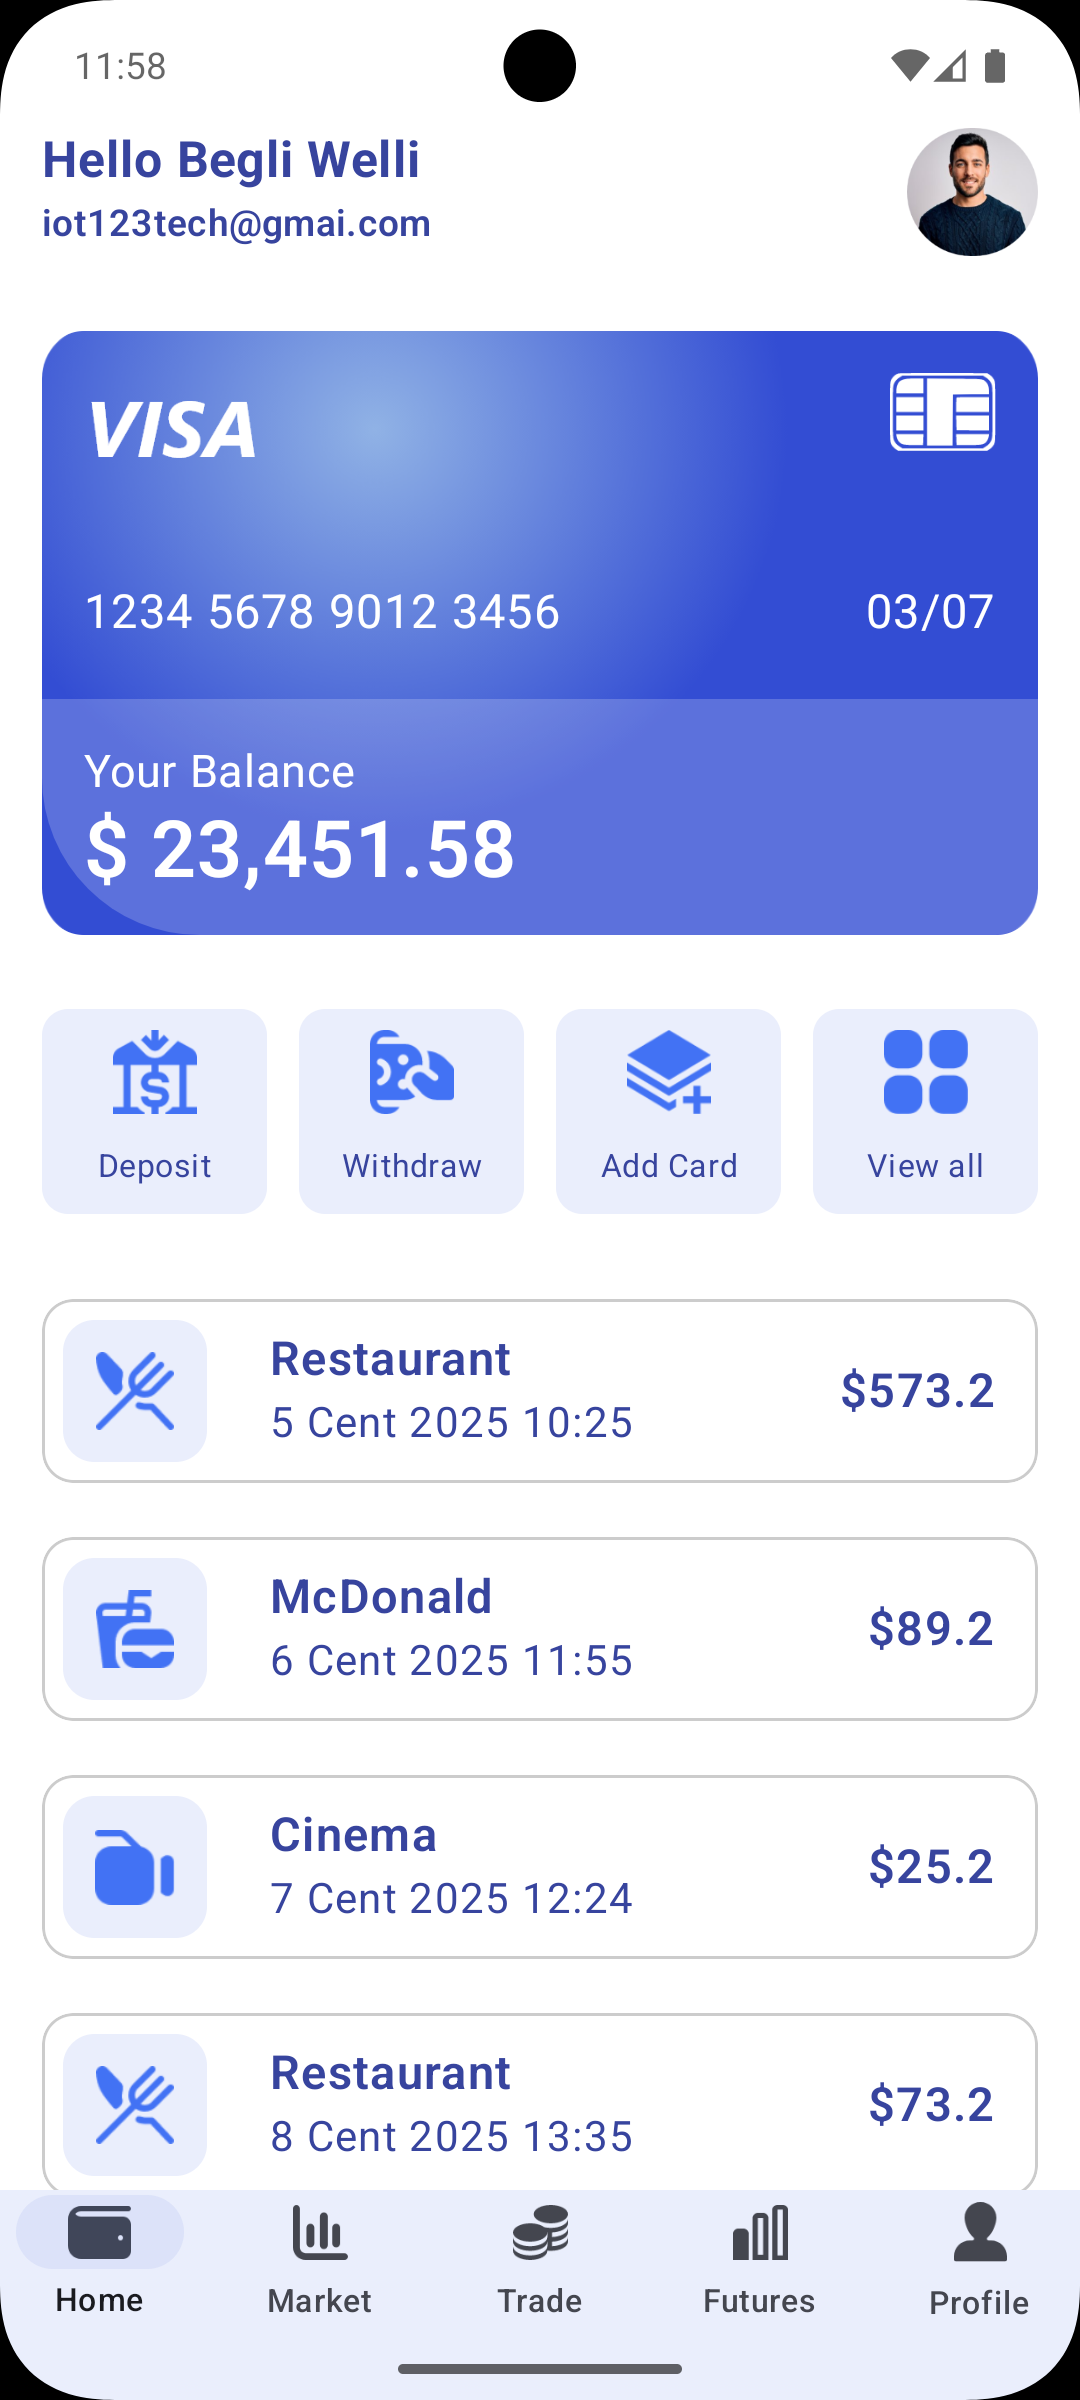 11:58
Hello Begli Welli
iot123tech@gmai.com
VISA
1234 5678 9012 3456 03/07
Your Balance
$ 23,451.58
Deposit Withdraw Add Card View all
Restaurant
5 Cent 2025 10:25
$573.2
McDonald
6 Cent 2025 11:55
$89.2
Cinema
7 Cent 2025 12:24
$25.2
Restaurant
8 Cent 2025 13:35
$73.2
Home Market Trade Futures Profile